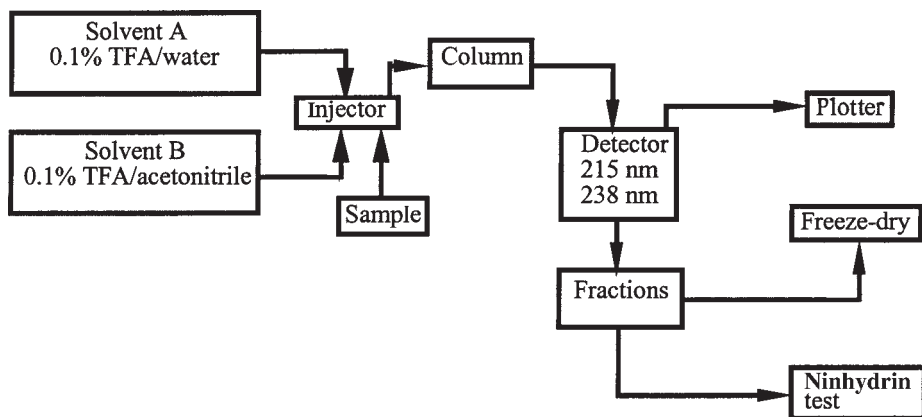 Solvent A
0.1% TFA/water
Column
Injector
Plotter
Solvent B
0.1% TFA/acetonitrile
Detector
215 nm
238 nm
Sample
Freeze-dry
Fractions
Ninhydrin
test